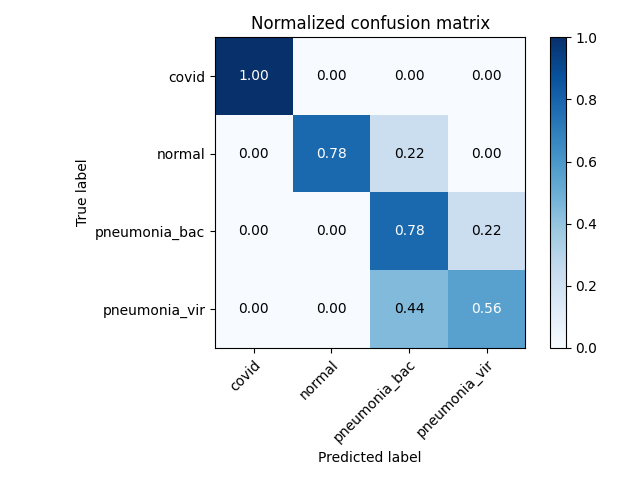 Normalized confusion matrix
True label
covid 1.00 0.00 0.00 0.00
normal 0.00 0.78 0.22 0.00
pneumonia_bac 0.00 0.00 0.78 0.22
pneumonia_vir 0.00 0.00 0.44 0.56
covid normal pneumonia_bac pneumonia_vir
Predicted label
1.0
0.8
0.6
0.4
0.2
0.0